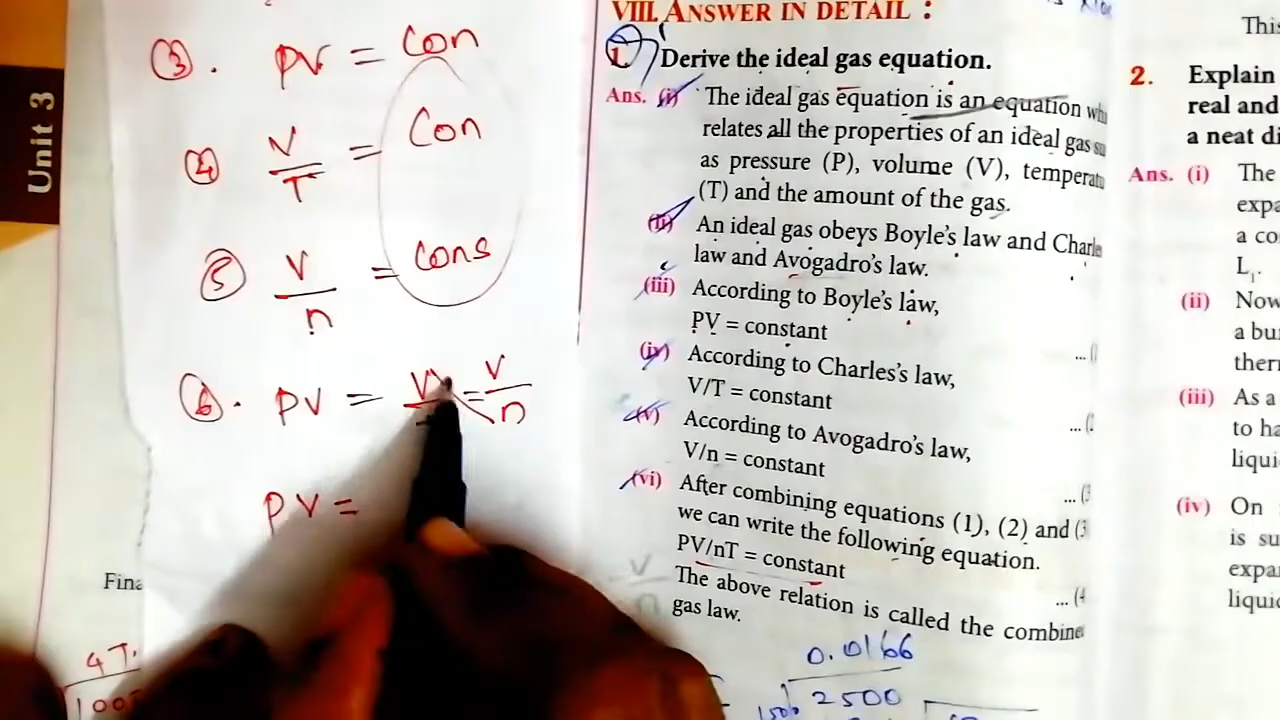 Unit 3
③. PV = Con
④ V/T = Con
⑤ V/n = Cons
⑥. PV = V = V/n
PV =
Fina
4 T.
100
VIII. ANSWER IN DETAIL :
1. Derive the ideal gas equation.
Ans. (i) The ideal gas equation is an equation wh
relates all the properties of an ideal gas su
as pressure (P), volume (V), temperatu
(T) and the amount of the gas.
(ii) An ideal gas obeys Boyle's law and Charle
law and Avogadro's law.
(iii) According to Boyle's law,
PV = constant ... (
(iv) According to Charles's law,
V/T = constant ... (2
(v) According to Avogadro's law,
V/n = constant ... (3
(vi) After combining equations (1), (2) and (3
we can write the following equation.
PV/nT = constant ... (4
The above relation is called the combine
gas law.
0.0166
2500
This
2. Explain
real and
a neat di
Ans. (i) The
expa
a co
L₁.
(ii) Now
a bu
ther
(iii) As a
to ha
liqui
(iv) On
is su
expa
liqui